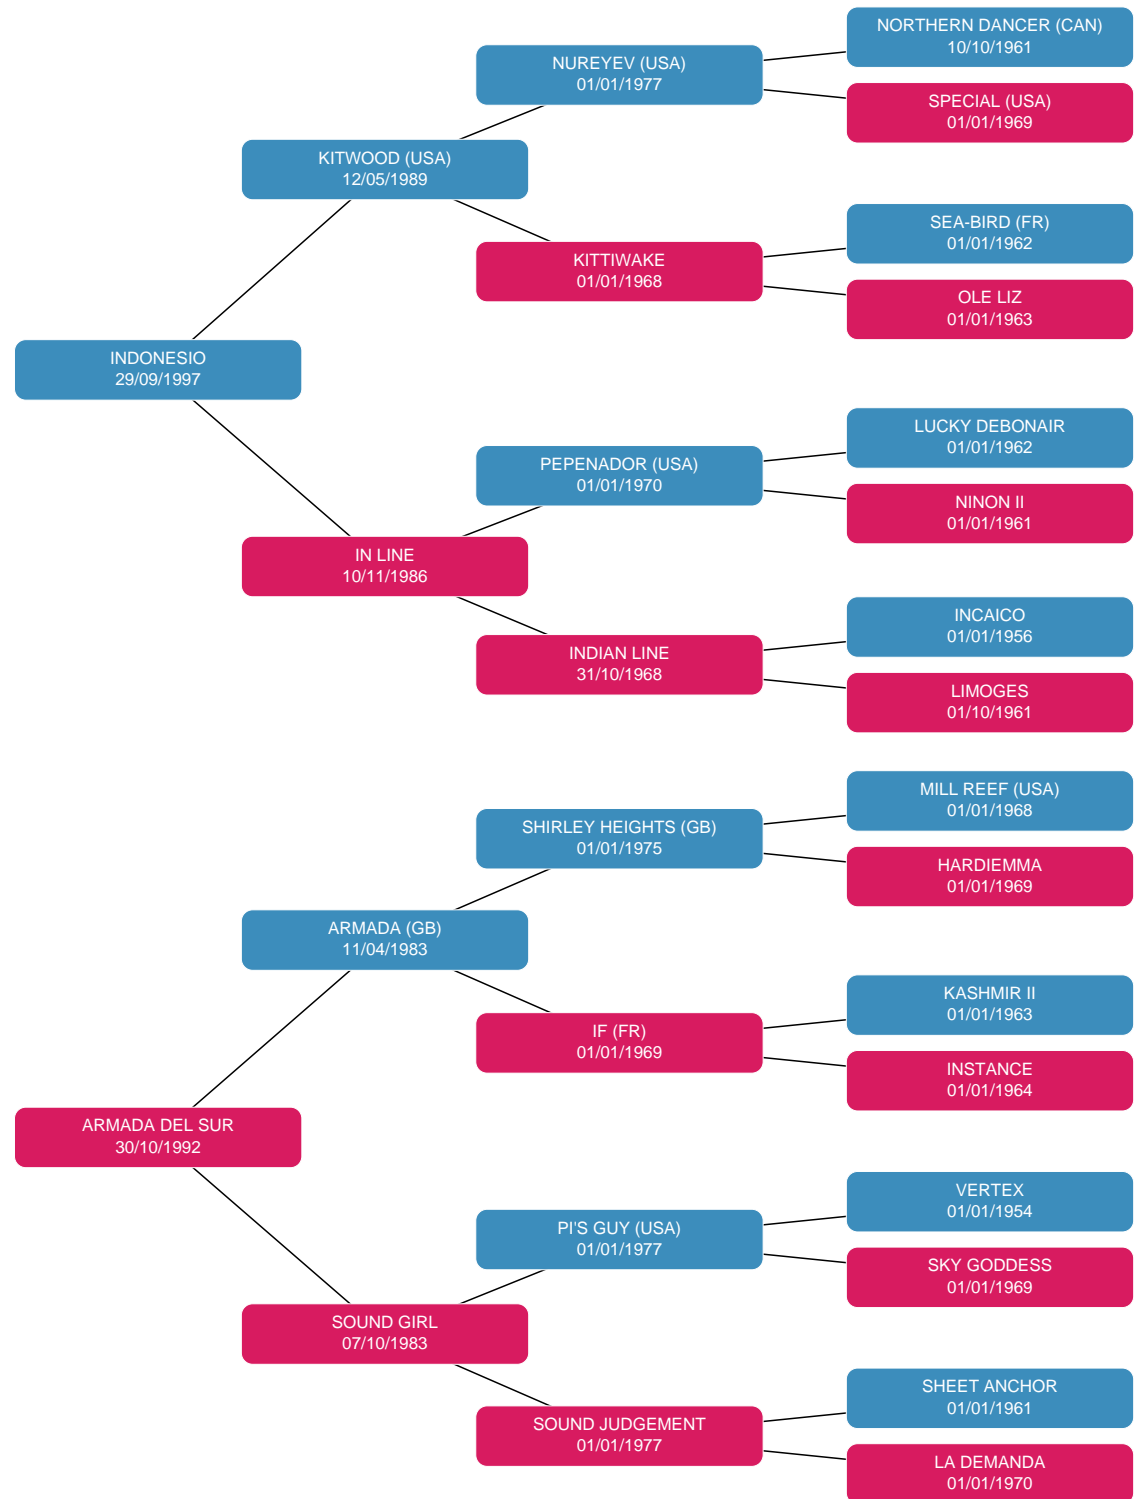 NORTHERN DANCER (CAN)
10/10/1961
NUREYEV (USA)
01/01/1977
SPECIAL (USA)
01/01/1969
KITWOOD (USA)
12/05/1989
SEA-BIRD (FR)
01/01/1962
KITTIWAKE
01/01/1968
OLE LIZ
01/01/1963
INDONESIO
29/09/1997
LUCKY DEBONAIR
01/01/1962
PEPENADOR (USA)
01/01/1970
NINON II
01/01/1961
IN LINE
10/11/1986
INCAICO
01/01/1956
INDIAN LINE
31/10/1968
LIMOGES
01/10/1961
MILL REEF (USA)
01/01/1968
SHIRLEY HEIGHTS (GB)
01/01/1975
HARDIEMMA
01/01/1969
ARMADA (GB)
11/04/1983
KASHMIR II
01/01/1963
IF (FR)
01/01/1969
INSTANCE
01/01/1964
ARMADA DEL SUR
30/10/1992
VERTEX
01/01/1954
PI'S GUY (USA)
01/01/1977
SKY GODDESS
01/01/1969
SOUND GIRL
07/10/1983
SHEET ANCHOR
01/01/1961
SOUND JUDGEMENT
01/01/1977
LA DEMANDA
01/01/1970